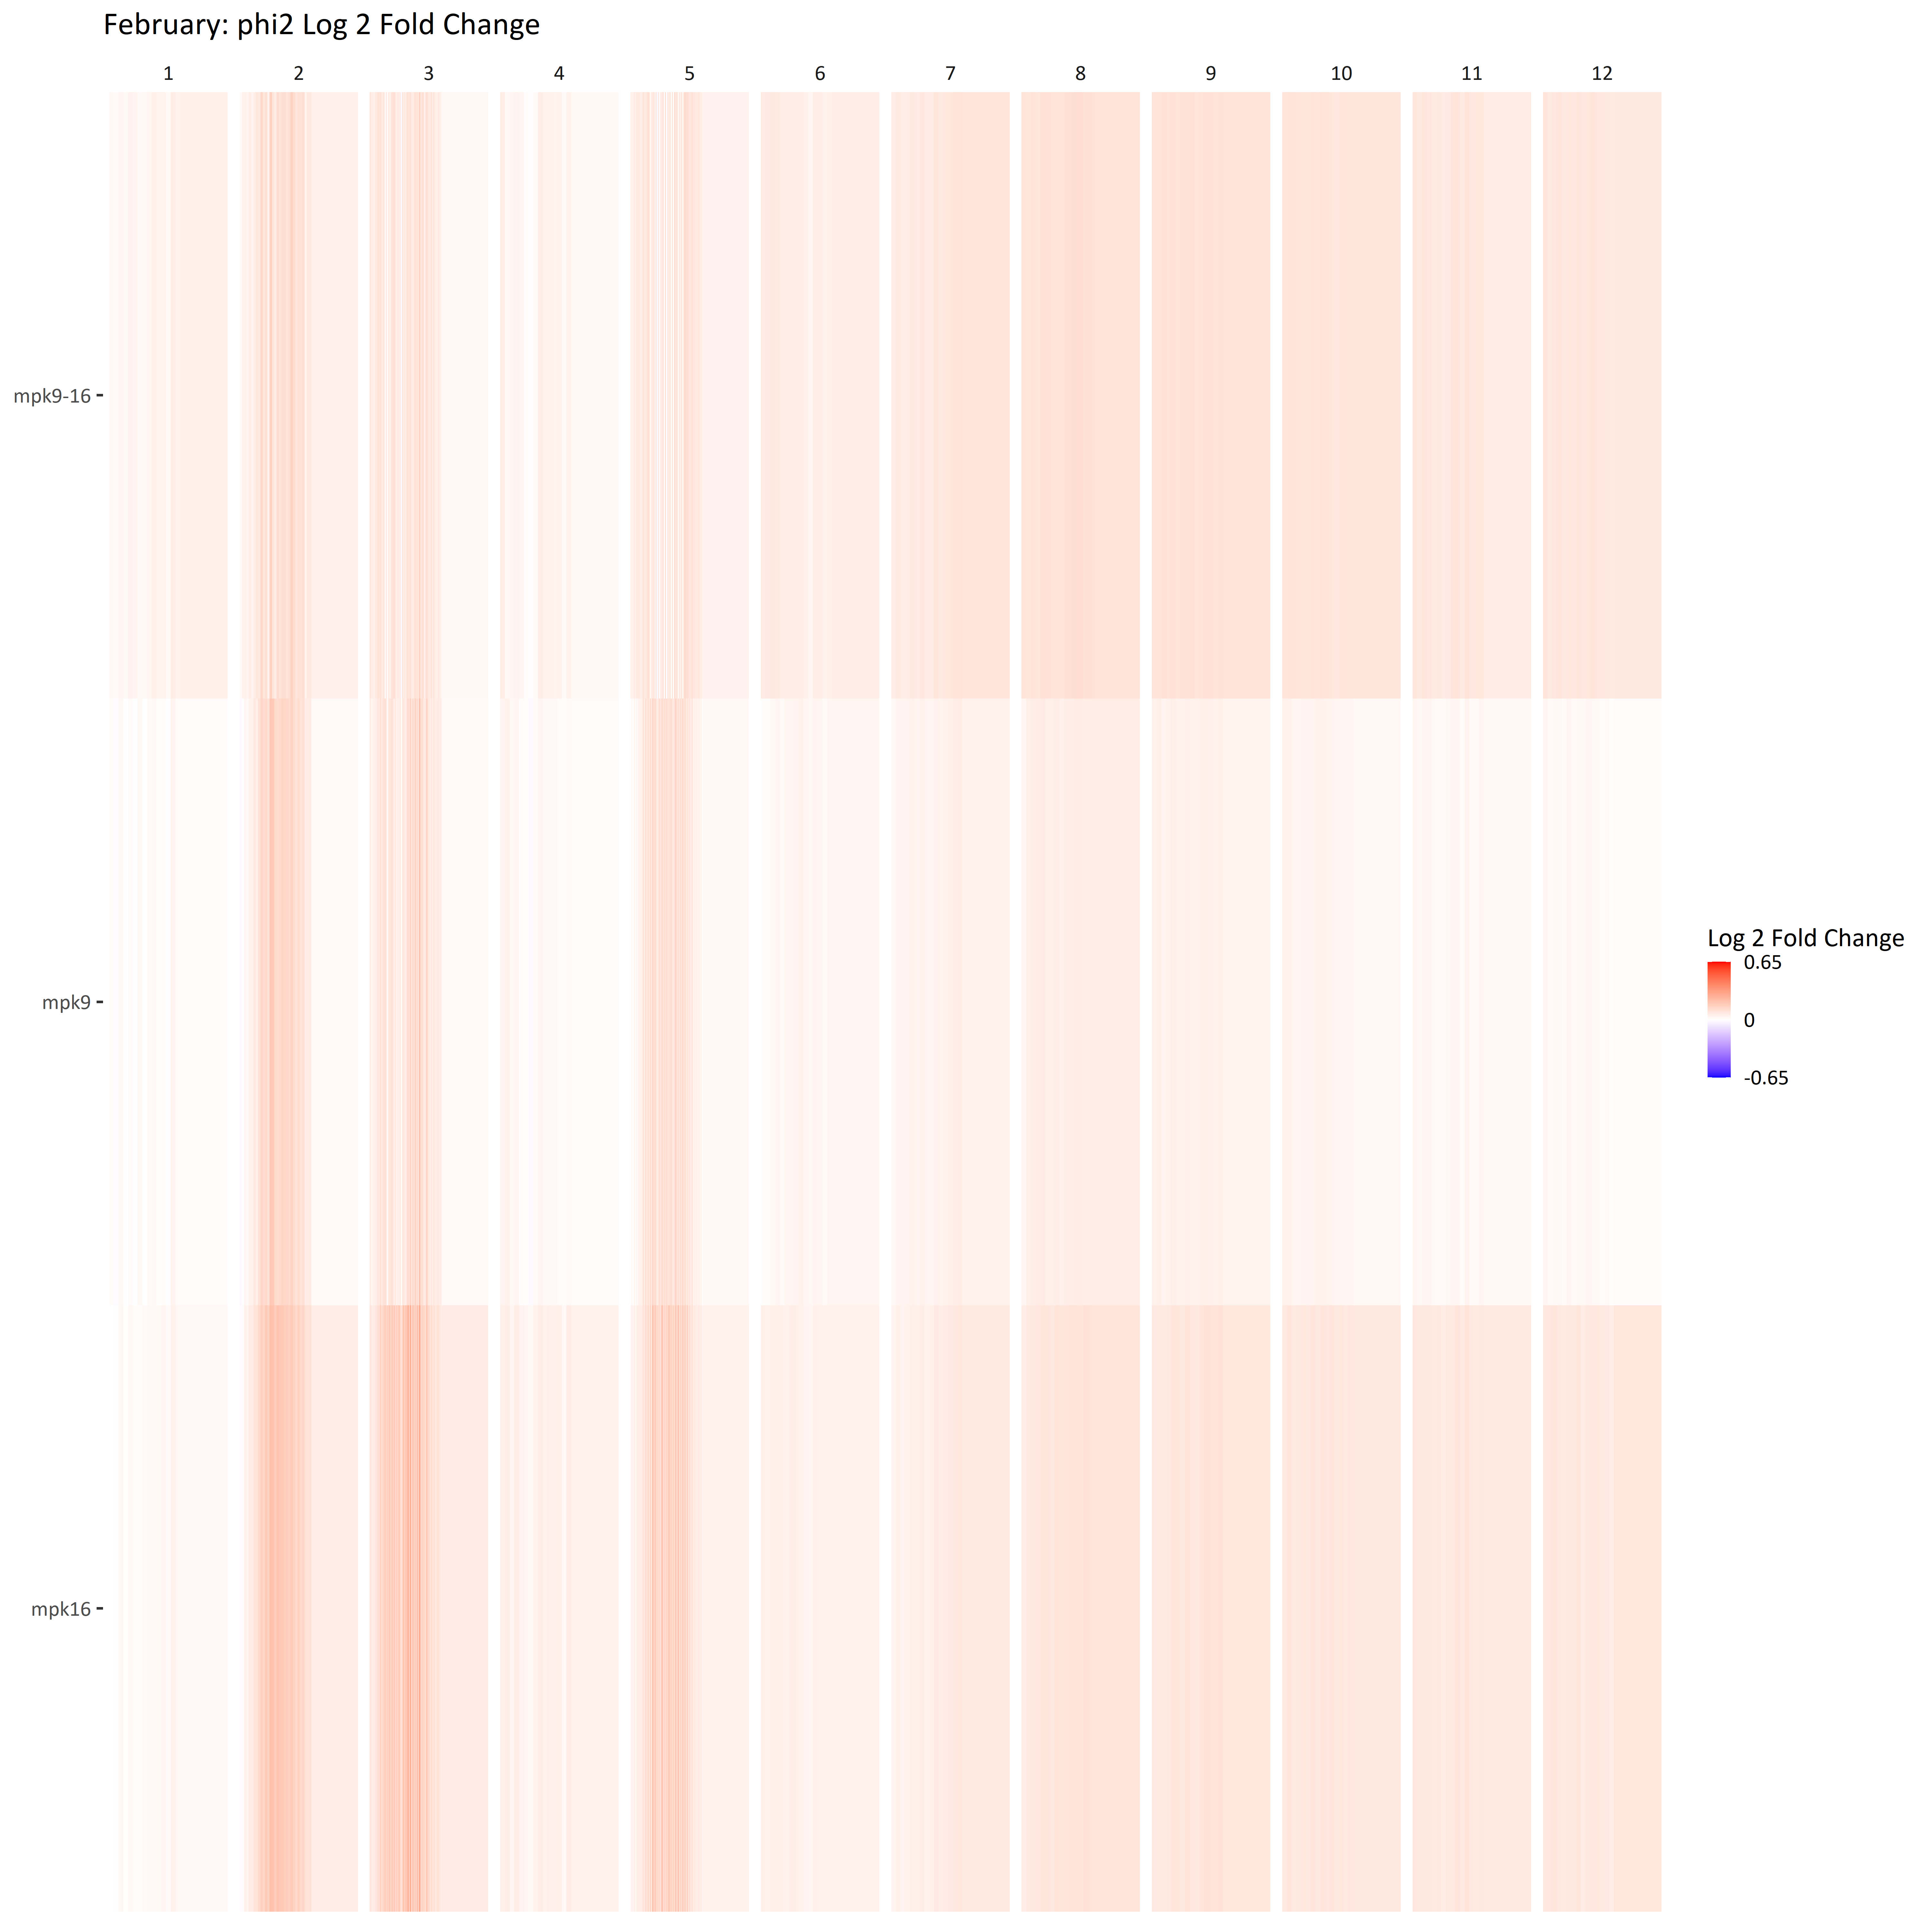 February: phi2 Log 2 Fold Change
1 2 3 4 5 6 7 8 9 10 11 12
mpk9-16
mpk9
mpk16
Log 2 Fold Change
0.65
0
-0.65